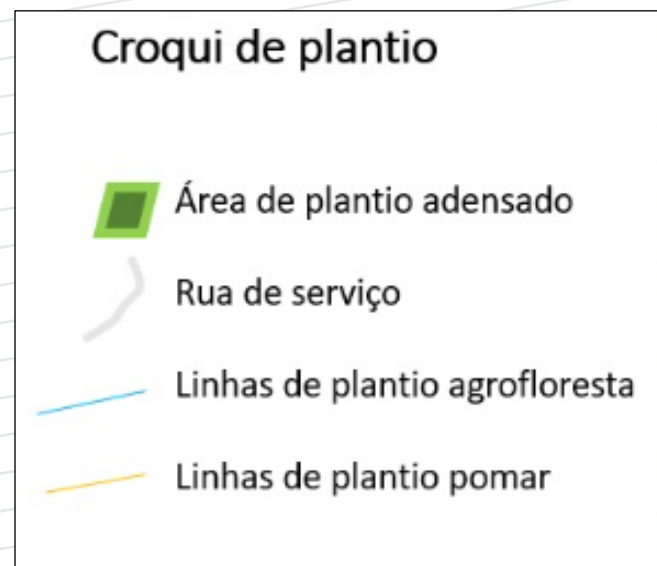 Croqui de plantio
Área de plantio adensado
Rua de serviço
Linhas de plantio agrofloresta
Linhas de plantio pomar